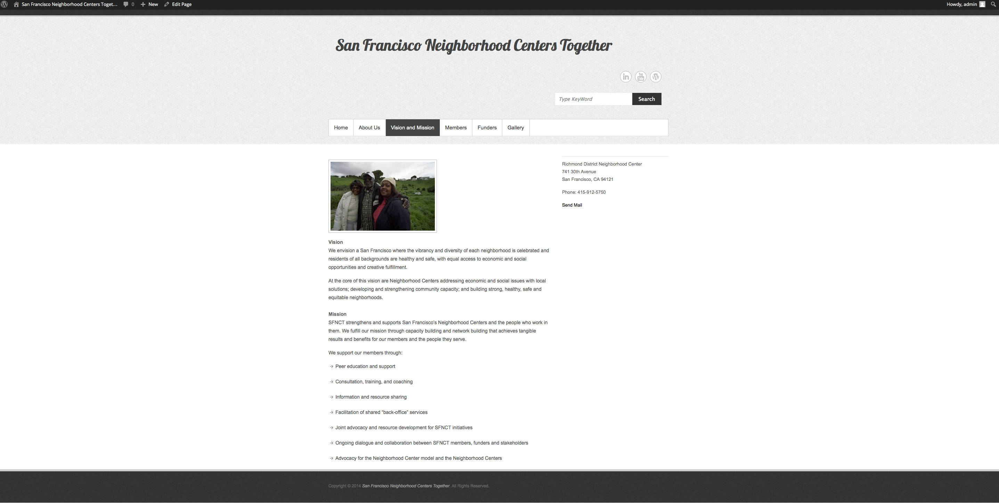 San Francisco Neighborhood Centers Toget... 0 New Edit Page Howdy, admin
San Francisco Neighborhood Centers Together
in You Tube W
Type KeyWord Search
Home About Us Vision and Mission Members Funders Gallery
Richmond District Neighborhood Center
741 30th Avenue
San Francisco, CA 94121
Phone: 415-912-5750
Send Mail
Vision
We envision a San Francisco where the vibrancy and diversity of each neighborhood is celebrated and
residents of all backgrounds are healthy and safe, with equal access to economic and social
opportunities and creative fulfillment.
At the core of this vision are Neighborhood Centers addressing economic and social issues with local
solutions; developing and strengthening community capacity; and building strong, healthy, safe and
equitable neighborhoods.
Mission
SFNCT strengthens and supports San Francisco's Neighborhood Centers and the people who work in
them. We fulfill our mission through capacity building and network building that achieves tangible
results and benefits for our members and the people they serve.
We support our members through:
Peer education and support
Consultation, training, and coaching
Information and resource sharing
Facilitation of shared “back-office” services
Joint advocacy and resource development for SFNCT initiatives
Ongoing dialogue and collaboration between SFNCT members, funders and stakeholders
Advocacy for the Neighborhood Center model and the Neighborhood Centers
Copyright © 2014 San Francisco Neighborhood Centers Together. All Rights Reserved.